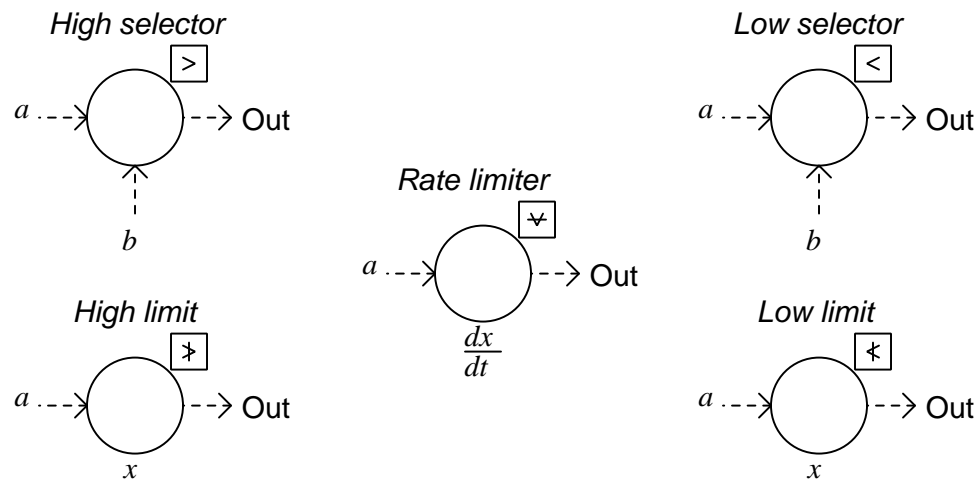 High selector
>
a
Out
b
Low selector
<
a
Out
b
Rate limiter
a
Out
dx
dt
High limit
≯
a
Out
x
Low limit
≮
a
Out
x